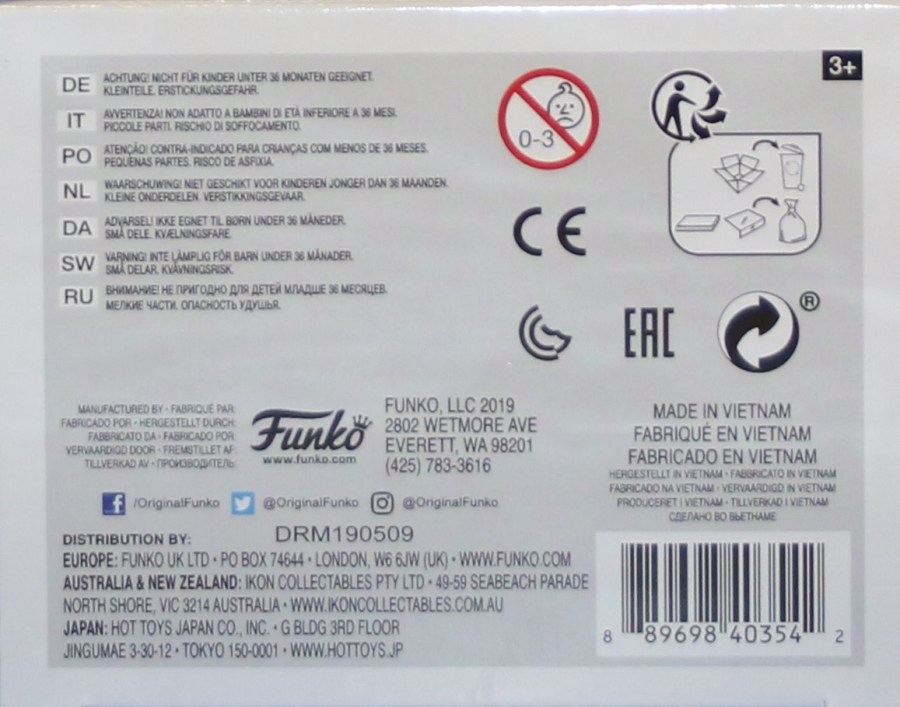 3+
DE ACHTUNG! NICHT FÜR KINDER UNTER 36 MONATEN GEEIGNET.
KLEINTEILE. ERSTICKUNGSGEFAHR.
IT AVVERTENZA! NON ADATTO A BAMBINI DI ETÀ INFERIORE A 36 MESI.
PICCOLE PARTI. RISCHIO DI SOFFOCAMENTO.
PO ATENÇÃO! CONTRA-INDICADO PARA CRIANÇAS COM MENOS DE 36 MESES.
PEQUENAS PARTES. RISCO DE ASFIXIA.
NL WAARSCHUWING! NIET GESCHIKT VOOR KINDEREN JONGER DAN 36 MAANDEN.
KLEINE ONDERDELEN. VERSTIKKINGSGEVAAR.
DA ADVARSEL! IKKE EGNET TIL BØRN UNDER 36 MÅNEDER.
SMÅ DELE. KVÆLNINGSFARE.
SW VARNING! INTE LÄMPLIG FÖR BARN UNDER 36 MÅNADER.
SMÅ DELAR. KVÄVNINGSRISK.
RU ВНИМАНИЕ! НЕ ПРИГОДНО ДЛЯ ДЕТЕЙ МЛАДШЕ 36 МЕСЯЦЕВ.
МЕЛКИЕ ЧАСТИ. ОПАСНОСТЬ УДУШЬЯ.
0-3
CE
EAC
®
MANUFACTURED BY • FABRIQUÉ PAR:
FABRICADO POR • HERGESTELLT DURCH:
FABBRICATO DA • FABRICADO POR:
VERVAARDIGD DOOR • FREMSTILLET AF:
TILLVERKAD AV • ПРОИЗВОДИТЕЛЬ:
Funko
www.funko.com
FUNKO, LLC 2019
2802 WETMORE AVE
EVERETT, WA 98201
(425) 783-3616
MADE IN VIETNAM
FABRIQUÉ EN VIETNAM
FABRICADO EN VIETNAM
HERGESTELLT IN VIETNAM • FABBRICATO IN VIETNAM
FABRICADO NA VIETNAM • VERVAARDIGD IN VIETNAM
PRODUCERET I VIETNAM • TILLVERKAD I VIETNAM
СДЕЛАНО ВО ВЬЕТНАМЕ
/OriginalFunko @OriginalFunko @OriginalFunko
DRM190509
DISTRIBUTION BY:
EUROPE: FUNKO UK LTD • PO BOX 74644 • LONDON, W6 6JW (UK) • WWW.FUNKO.COM
AUSTRALIA & NEW ZEALAND: IKON COLLECTABLES PTY LTD • 49-59 SEABEACH PARADE
NORTH SHORE, VIC 3214 AUSTRALIA • WWW.IKONCOLLECTABLES.COM.AU
JAPAN: HOT TOYS JAPAN CO., INC. • G BLDG 3RD FLOOR
JINGUMAE 3-30-12 • TOKYO 150-0001 • WWW.HOTTOYS.JP
8 89698 40354 2